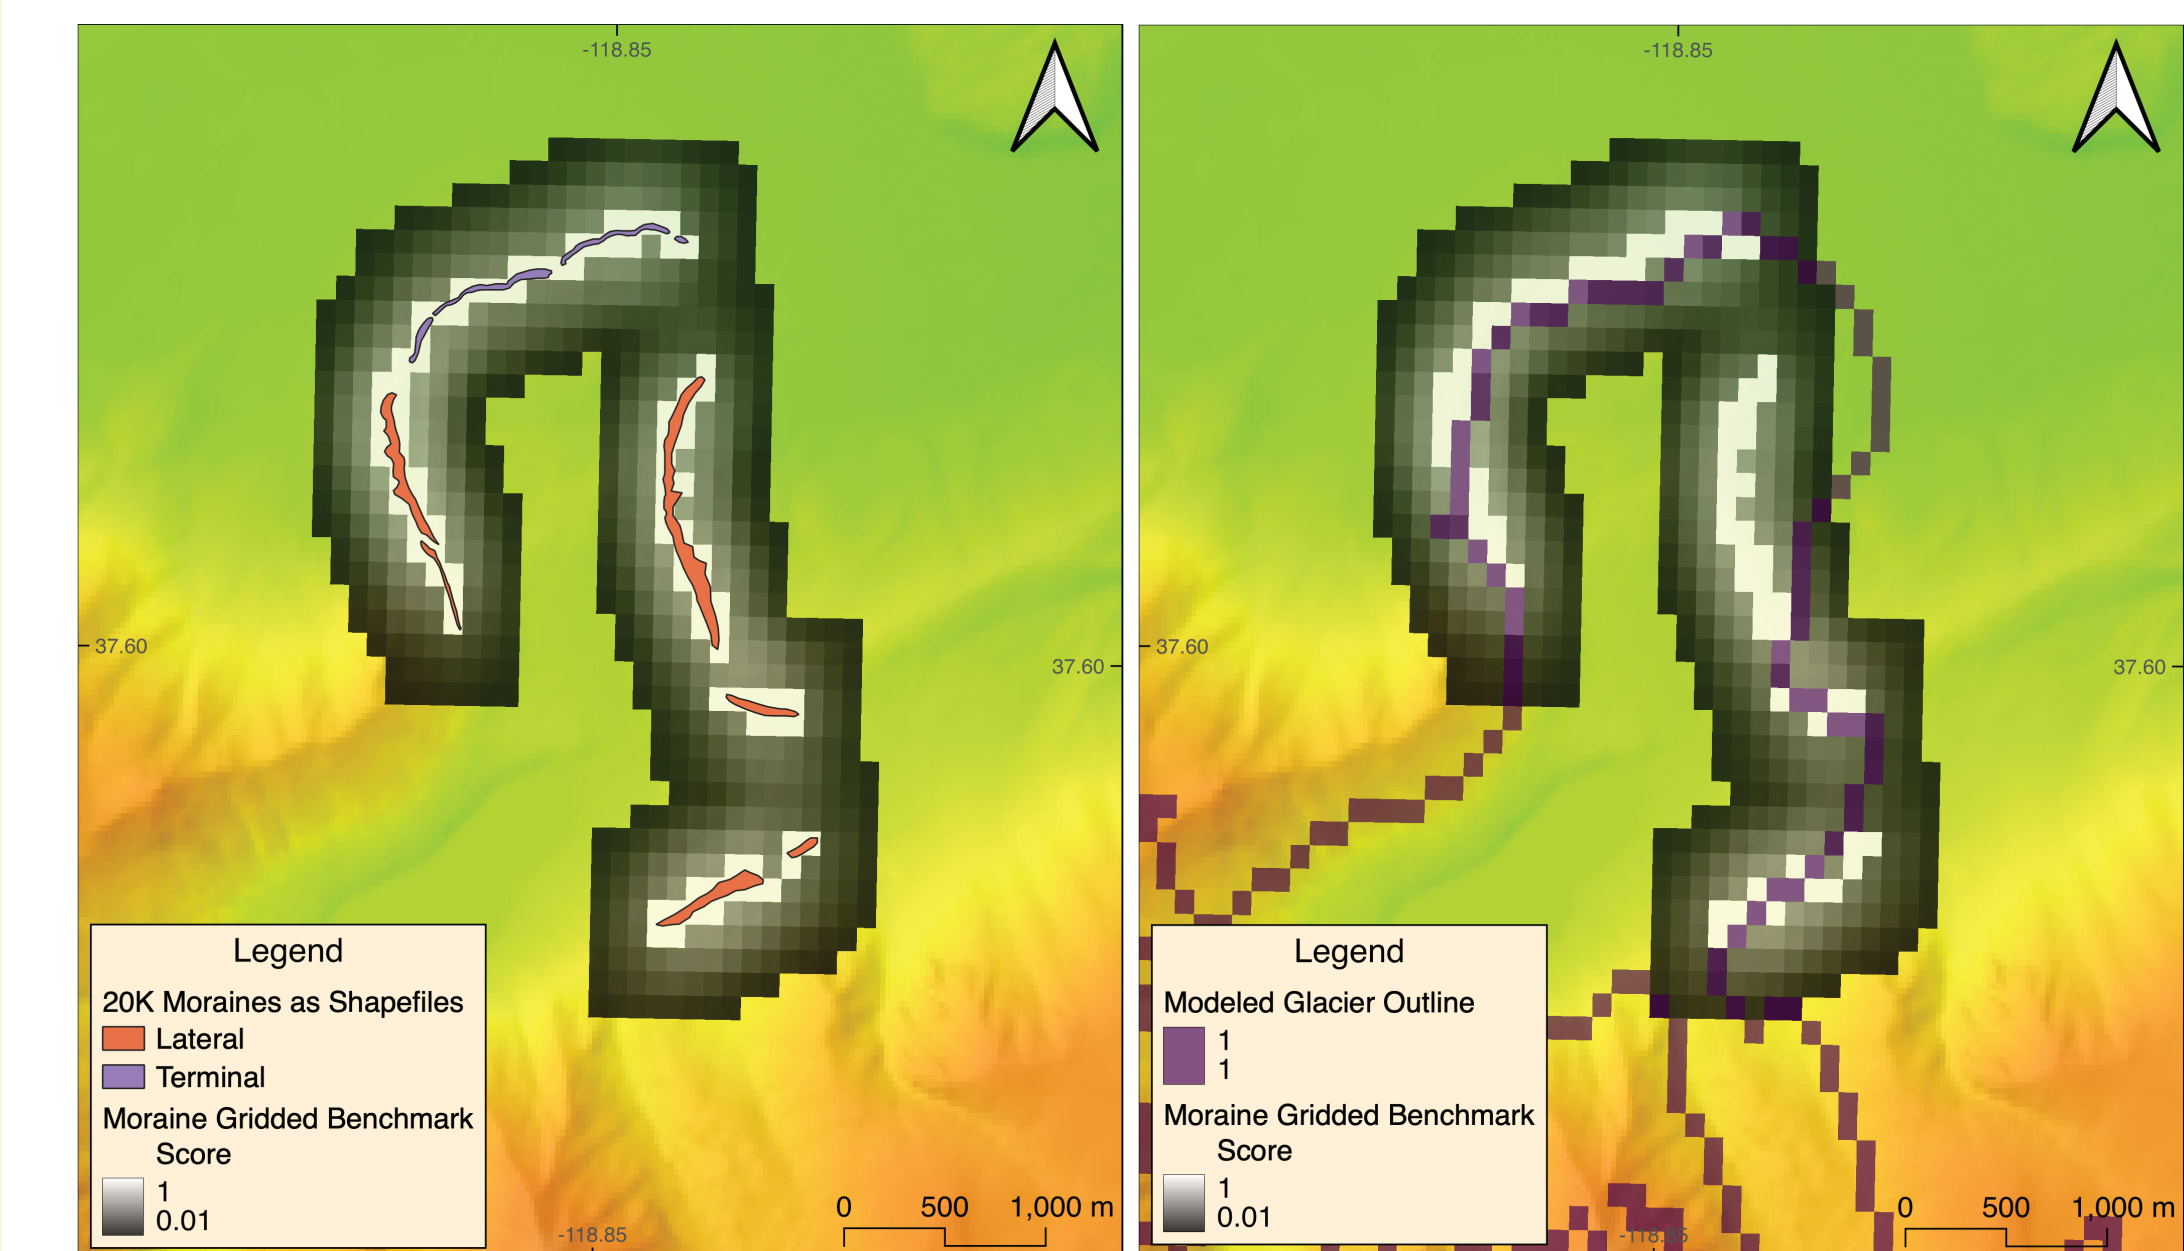 -118.85
37.60
37.60
Legend
20K Moraines as Shapefiles
Lateral
Terminal
Moraine Gridded Benchmark
Score
1
0.01
0 500 1,000 m
-118.85
-118.85
37.60
37.60
Legend
Modeled Glacier Outline
1
1
Moraine Gridded Benchmark
Score
1
0.01
0 500 1,000 m
-118.85